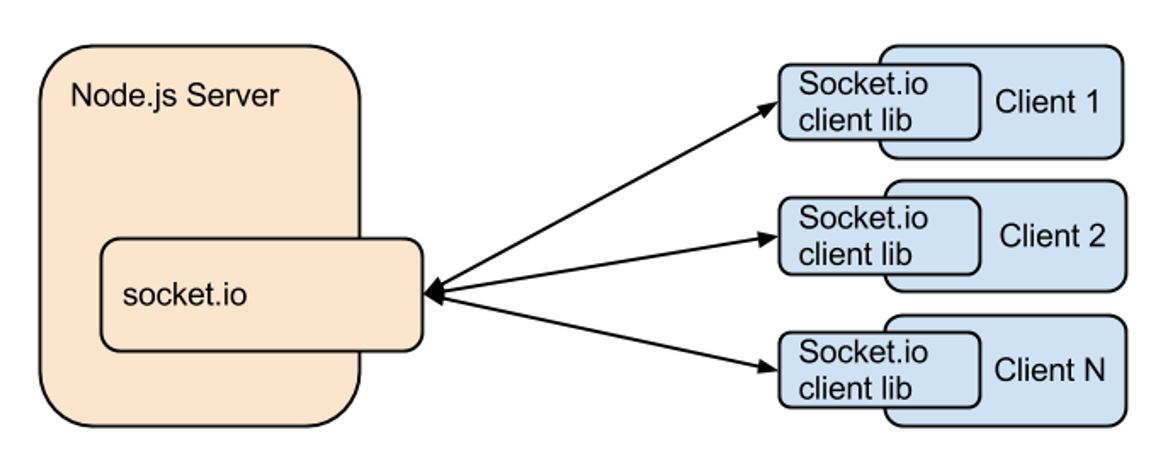 Node.js Server
socket.io
Socket.io
client lib
Client 1
Socket.io
client lib
Client 2
Socket.io
client lib
Client N